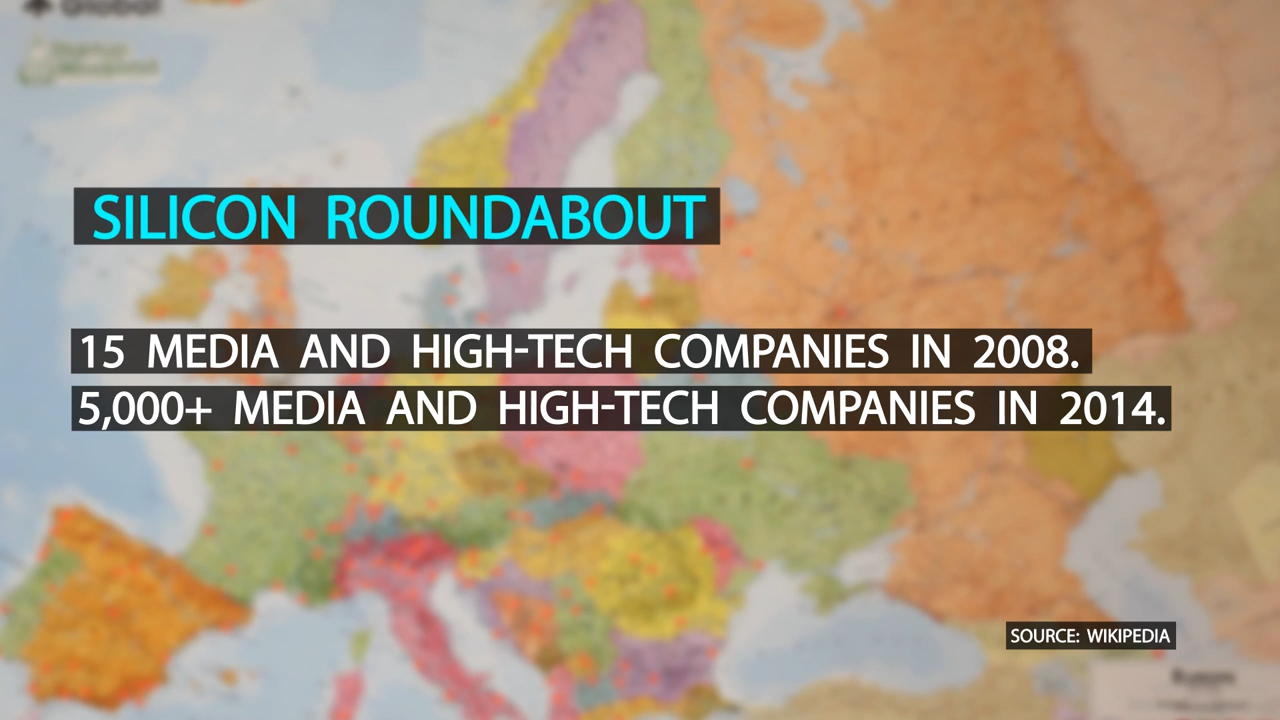 Global
SILICON ROUNDABOUT
15 MEDIA AND HIGH-TECH COMPANIES IN 2008.
5,000+ MEDIA AND HIGH-TECH COMPANIES IN 2014.
SOURCE: WIKIPEDIA